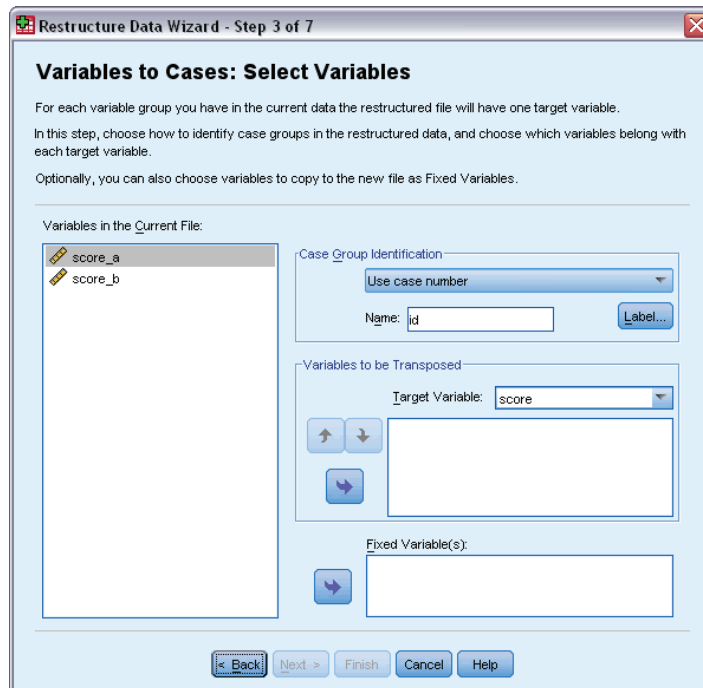 Restructure Data Wizard - Step 3 of 7
Variables to Cases: Select Variables
For each variable group you have in the current data the restructured file will have one target variable.
In this step, choose how to identify case groups in the restructured data, and choose which variables belong with
each target variable.
Optionally, you can also choose variables to copy to the new file as Fixed Variables.
Variables in the Current File:
score_a
score_b
Case Group Identification
Use case number
Name: id
Label...
Variables to be Transposed
Target Variable: score
Fixed Variable(s):
< Back
Next >
Finish
Cancel
Help